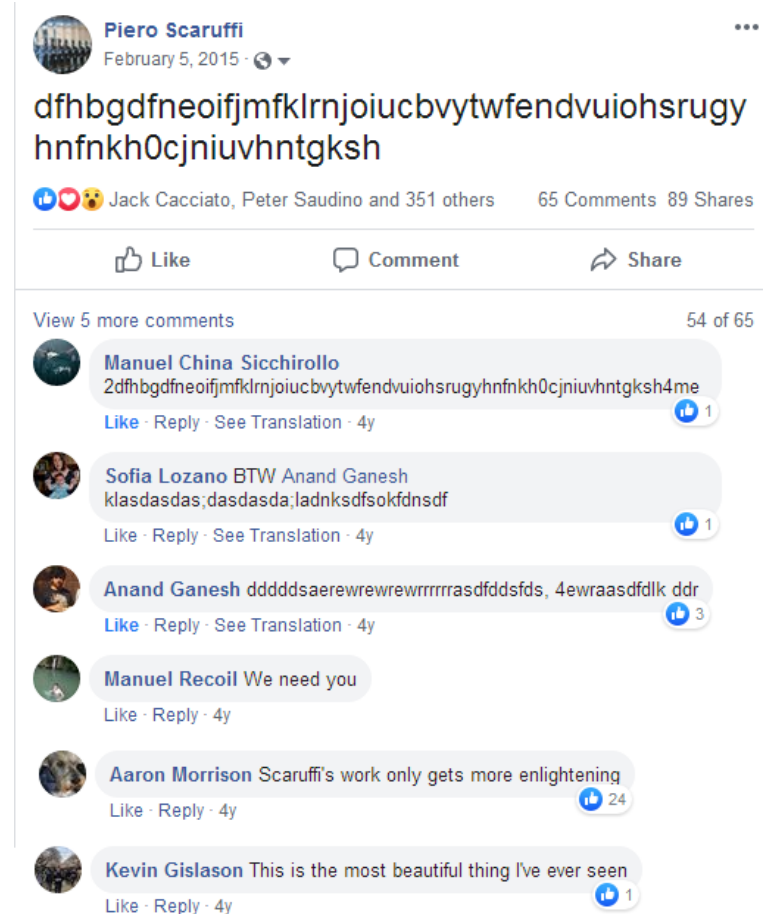 Piero Scaruffi
February 5, 2015 ·
dfhbgdfneoifjmfklrnjoiucbvytwfendvuiohsrugy
hnfnkh0cjniuvhntgksh
Jack Cacciato, Peter Saudino and 351 others 65 Comments 89 Shares
Like Comment Share
View 5 more comments 54 of 65
Manuel China Sicchirollo
2dfhbgdfneoifjmfklrnjoiucbvytwfendvuiohsrugyhnfnkh0cjniuvhntgksh4me
1
Like · Reply · See Translation · 4y
Sofia Lozano BTW Anand Ganesh
klasdasdas;dasdasda;ladnksdfsokfdnsdf
1
Like · Reply · See Translation · 4y
Anand Ganesh dddddsaerewrewrewrrrrrrasdfddsfds, 4ewraasdfdlk ddr
3
Like · Reply · See Translation · 4y
Manuel Recoil We need you
Like · Reply · 4y
Aaron Morrison Scaruffi's work only gets more enlightening
24
Like · Reply · 4y
Kevin Gislason This is the most beautiful thing I've ever seen
1
Like · Reply · 4y